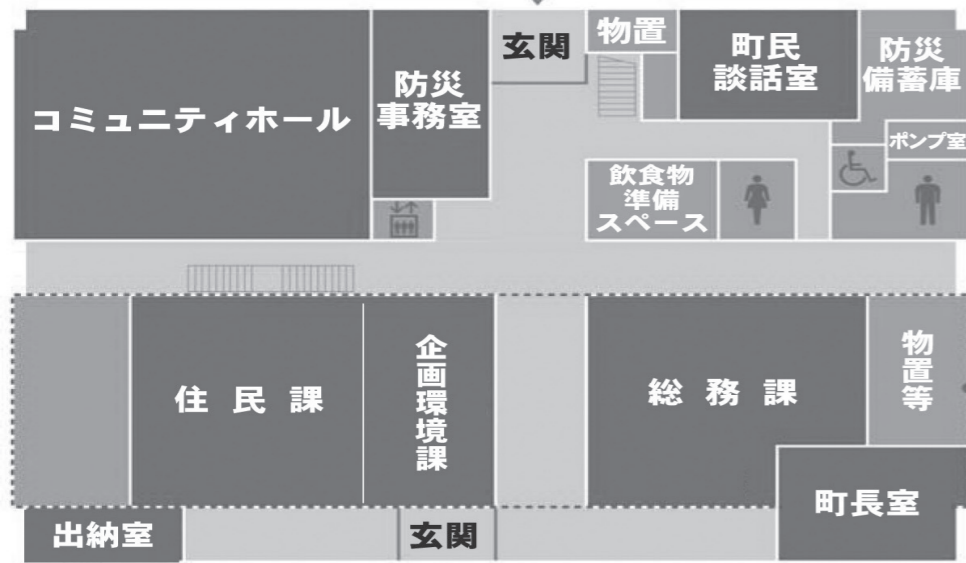 玄関
物置
町民
談話室
防災
備蓄庫
コミュニティホール
防災
事務室
ポンプ室
飲食物
準備
スペース
住民課
企画環境課
総務課
物置等
町長室
出納室
玄関